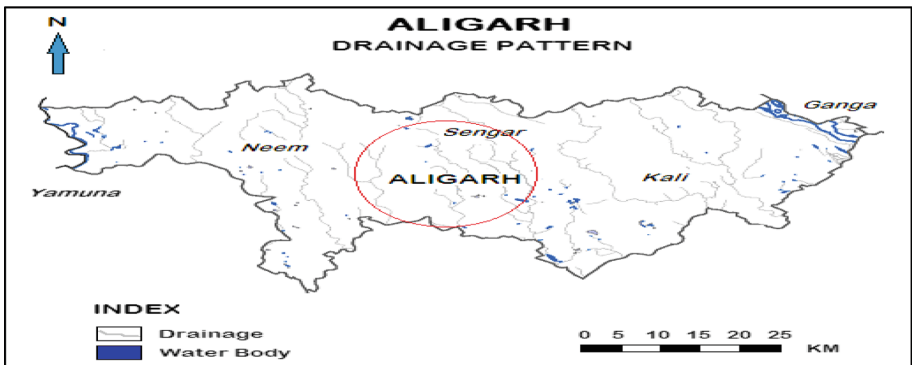 ALIGARH
DRAINAGE PATTERN
N
Ganga
Sengar
Neem
ALIGARH
Kali
Yamuna
INDEX
Drainage
Water Body
0 5 10 15 20 25
KM